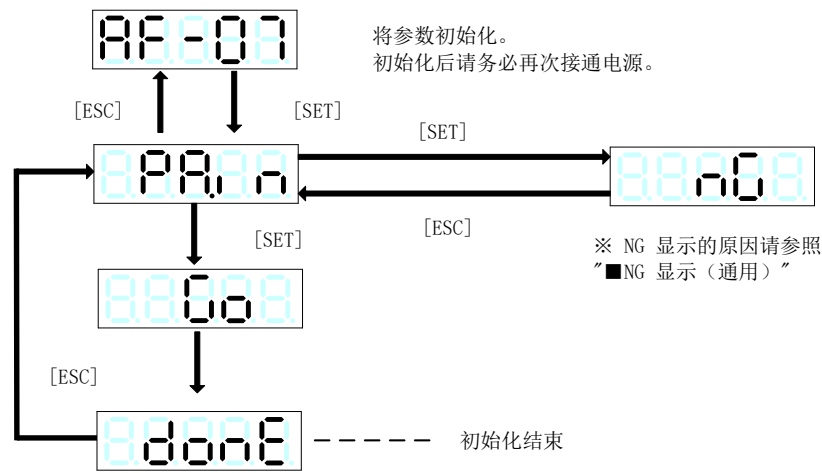 AF-07
将参数初始化。
初始化后请务必再次接通电源。
[ESC]
[SET]
[SET]
PA.i n
nG
[ESC]
[SET]
※ NG 显示的原因请参照
"■NG 显示（通用）"
Go
[ESC]
donE
初始化结束